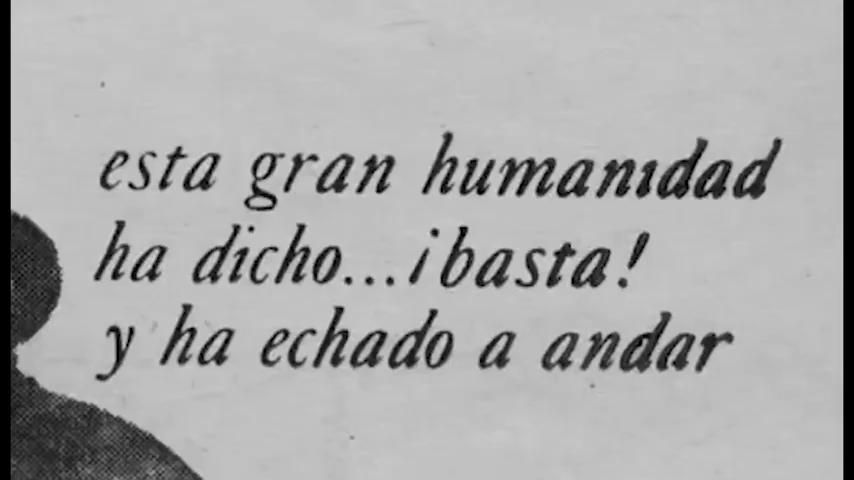 esta gran humanidad
ha dicho...¡basta!
y ha echado a andar